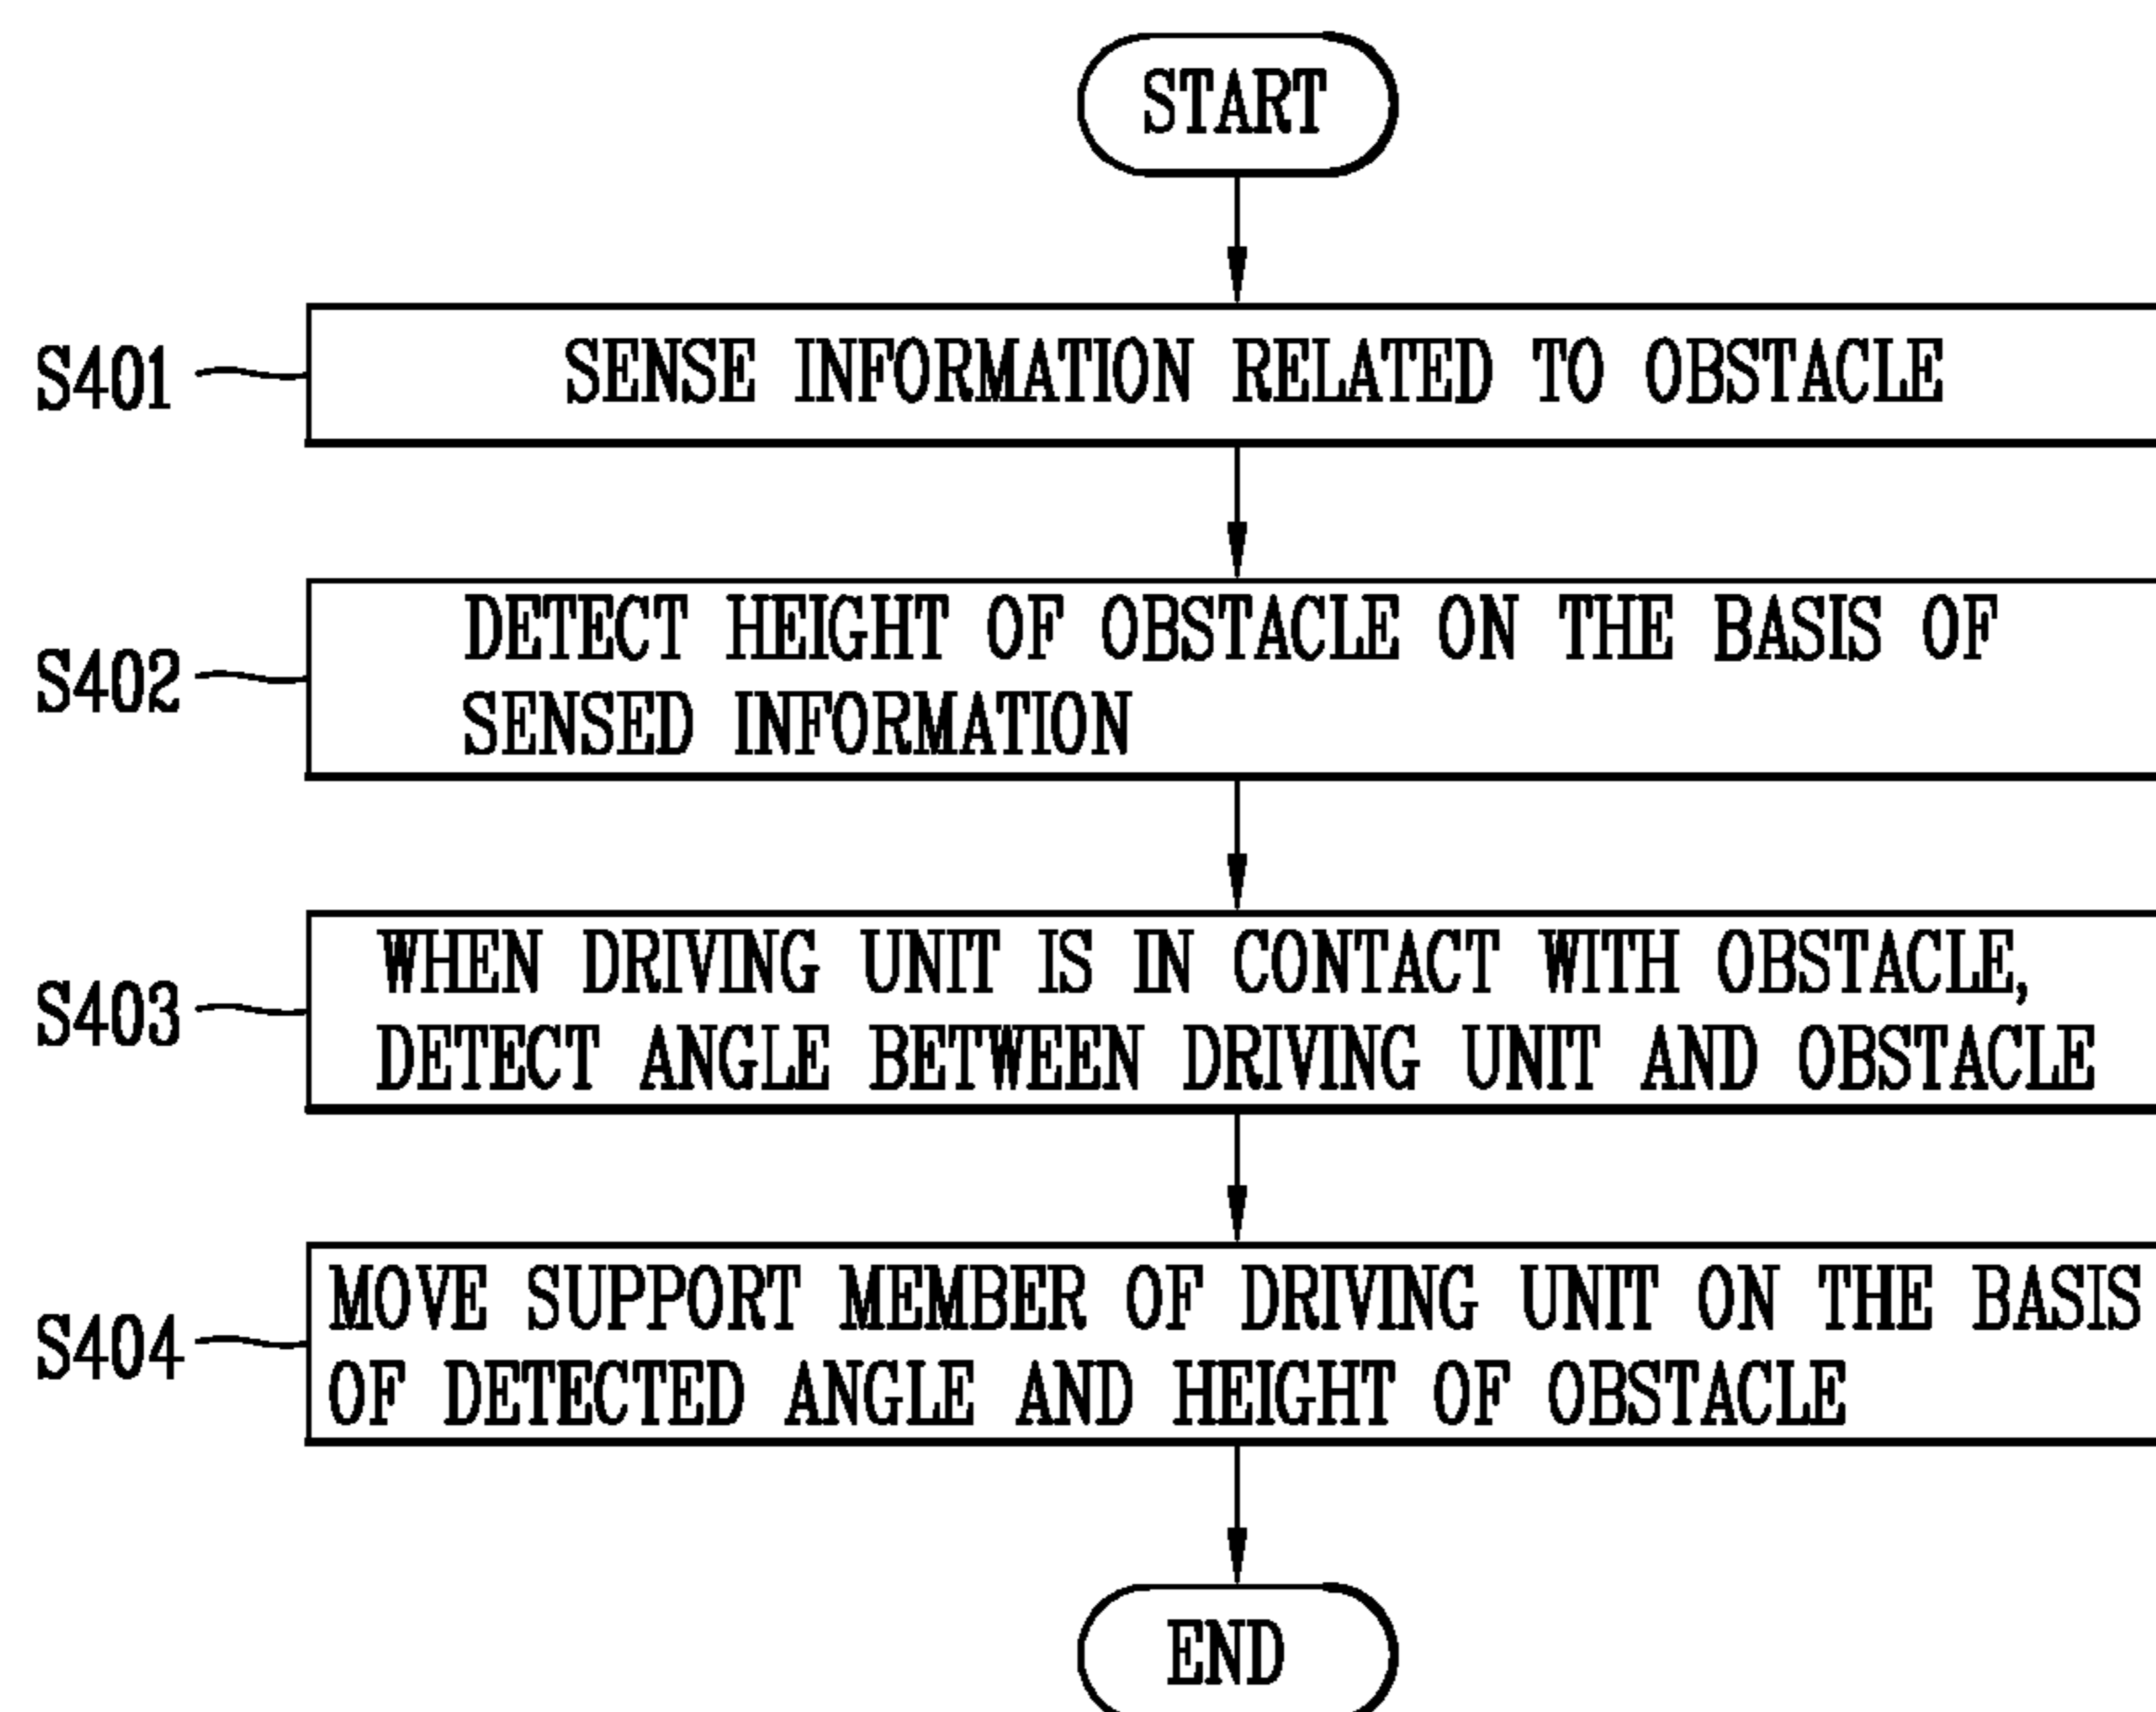 START
S401
SENSE INFORMATION RELATED TO OBSTACLE
S402
DETECT HEIGHT OF OBSTACLE ON THE BASIS OF
SENSED INFORMATION
S403
WHEN DRIVING UNIT IS IN CONTACT WITH OBSTACLE,
DETECT ANGLE BETWEEN DRIVING UNIT AND OBSTACLE
S404
MOVE SUPPORT MEMBER OF DRIVING UNIT ON THE BASIS
OF DETECTED ANGLE AND HEIGHT OF OBSTACLE
END